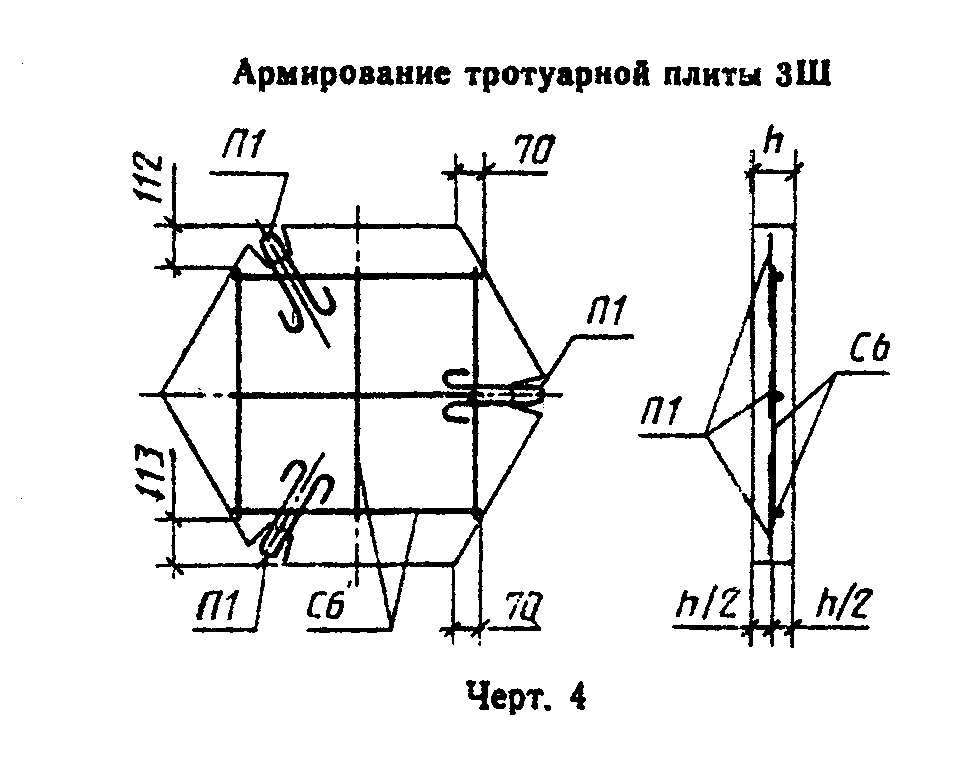 Армирование тротуарной плиты 3Ш
П1
70
h
112
П1
С6
П1
113
П1
С6
70
h/2
h/2
Черт. 4